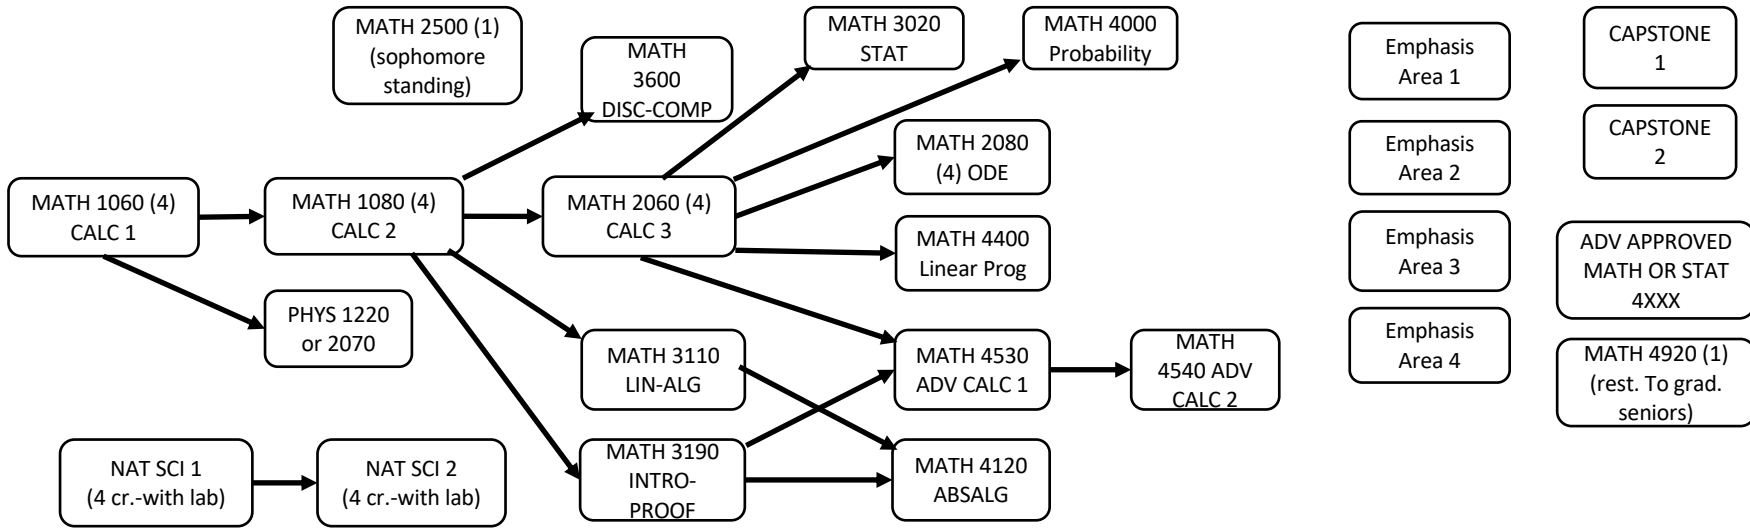 MATH 2500 (1)
(sophomore
standing)
MATH
3600
DISC-COMP
MATH 3020
STAT
MATH 4000
Probability
Emphasis
Area 1
CAPSTONE
1
MATH 2080
(4) ODE
Emphasis
Area 2
CAPSTONE
2
MATH 1060 (4)
CALC 1
MATH 1080 (4)
CALC 2
MATH 2060 (4)
CALC 3
MATH 4400
Linear Prog
Emphasis
Area 3
ADV APPROVED
MATH OR STAT
4XXX
PHYS 1220
or 2070
MATH 3110
LIN-ALG
MATH 4530
ADV CALC 1
MATH
4540 ADV
CALC 2
Emphasis
Area 4
MATH 4920 (1)
(rest. To grad.
seniors)
NAT SCI 1
(4 cr.-with lab)
NAT SCI 2
(4 cr.-with lab)
MATH 3190
INTRO-
PROOF
MATH 4120
ABSALG